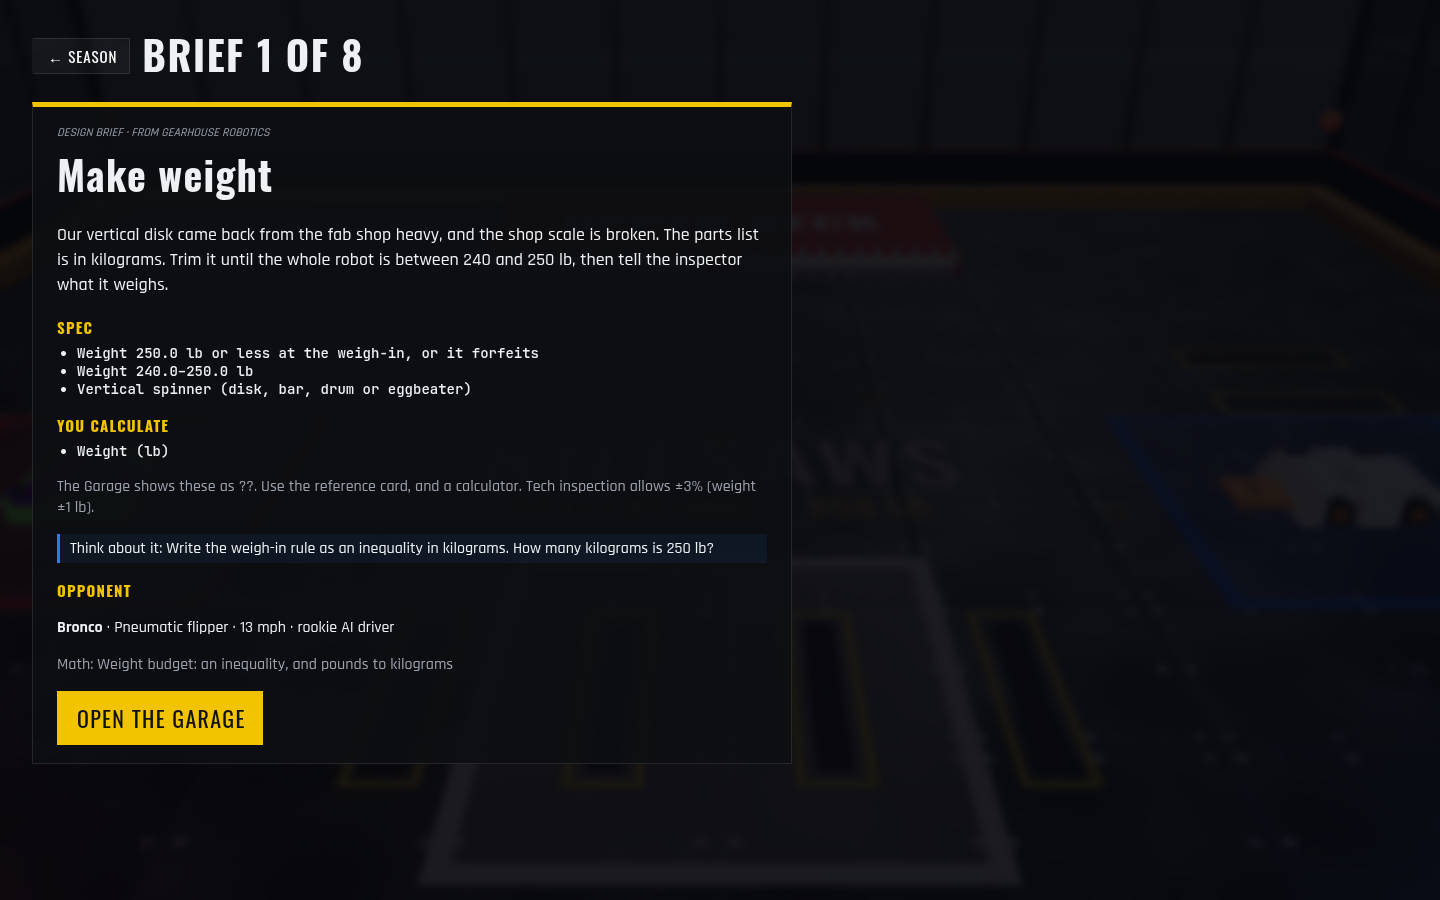 ← SEASON
BRIEF 1 OF 8
DESIGN BRIEF · FROM GEARHOUSE ROBOTICS
Make weight
Our vertical disk came back from the fab shop heavy, and the shop scale is broken. The parts list
is in kilograms. Trim it until the whole robot is between 240 and 250 lb, then tell the inspector
what it weighs.
SPEC
• Weight 250.0 lb or less at the weigh-in, or it forfeits
• Weight 240.0–250.0 lb
• Vertical spinner (disk, bar, drum or eggbeater)
YOU CALCULATE
• Weight (lb)
The Garage shows these as ??. Use the reference card, and a calculator. Tech inspection allows ±3% (weight
±1 lb).
Think about it: Write the weigh-in rule as an inequality in kilograms. How many kilograms is 250 lb?
OPPONENT
Bronco · Pneumatic flipper · 13 mph · rookie AI driver
Math: Weight budget: an inequality, and pounds to kilograms
OPEN THE GARAGE